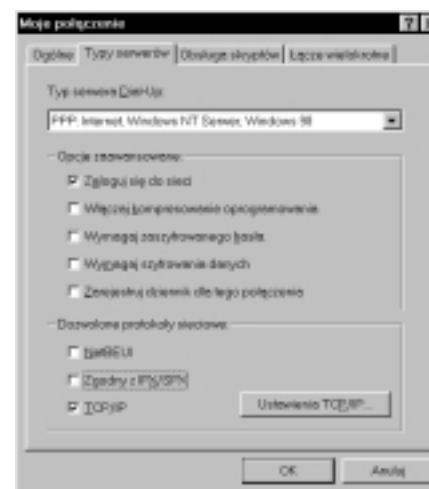 Moje połączenie
Ogólne Typy serwerów Obsługa skryptów Łącze wielokrotne
Typ serwera Dial-Up:
PPP: Internet, Windows NT Server, Windows 98
Opcje zaawansowane:
Zaloguj się do sieci
Włączaj kompresowanie oprogramowania
Wymagaj zaszyfrowanego hasła
Wymagaj szyfrowania danych
Zarejestruj dziennik dla tego połączenia
Dozwolone protokoły sieciowe:
NetBEUI
Zgodny z IPX/SPX
TCP/IP
Ustawienia TCP/IP...
OK
Anuluj